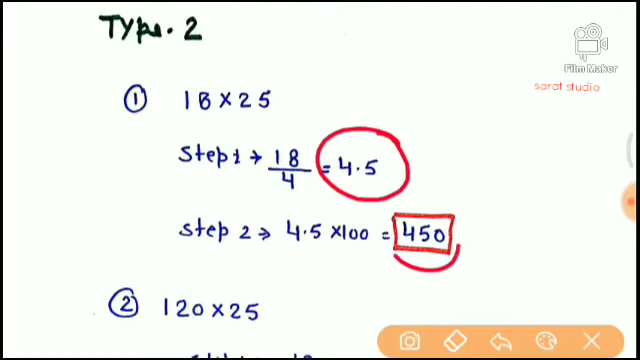 Type. 2
Film Maker
sarat studio
① 18 × 25
Step 1 → 18/4 = 4.5
Step 2 → 4.5 × 100 = 450
② 120 × 25